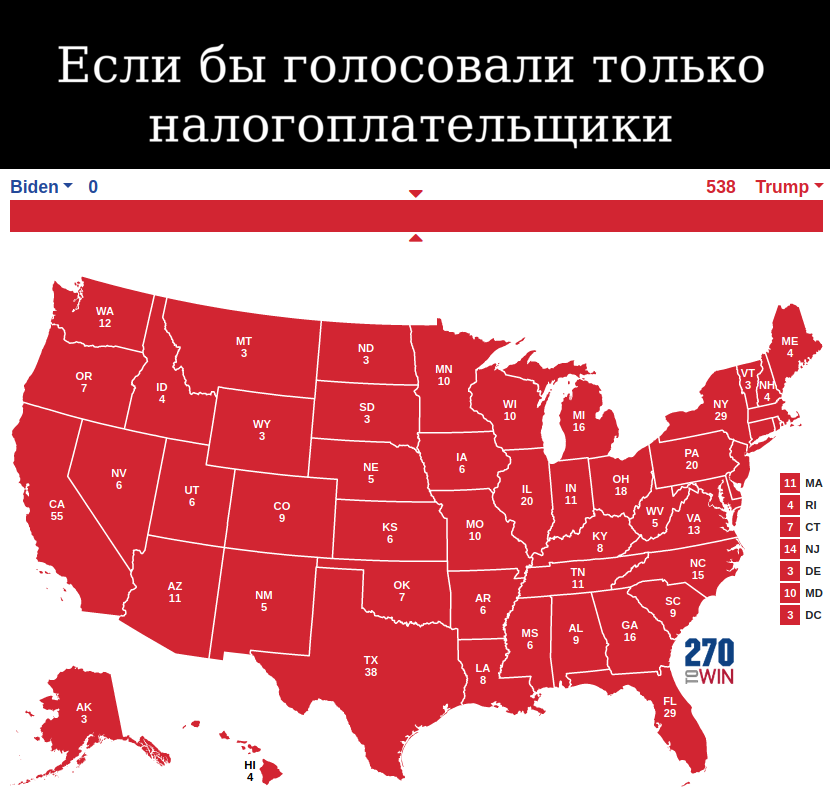 Если бы голосовали только
налогоплательщики
Biden 0 538 Trump
WA
12
OR
7
CA
55
ID
4
NV
6
MT
3
WY
3
UT
6
AZ
11
CO
9
NM
5
ND
3
SD
3
NE
5
KS
6
OK
7
TX
38
MN
10
IA
6
MO
10
AR
6
LA
8
WI
10
IL
20
MI
16
IN
11
OH
18
KY
8
TN
11
MS
6
AL
9
GA
16
FL
29
SC
9
NC
15
VA
13
WV
5
PA
20
NY
29
VT
3
NH
4
ME
4
11 MA
4 RI
7 CT
14 NJ
3 DE
10 MD
3 DC
AK
3
HI
4
270
TO WIN